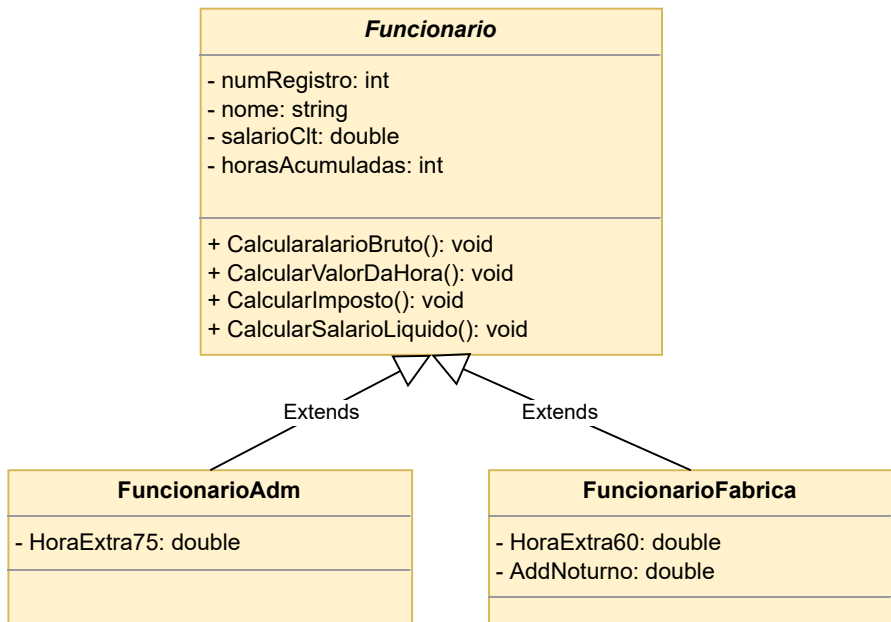 Funcionario
- numRegistro: int
- nome: string
- salarioClt: double
- horasAcumuladas: int
+ CalcularalarioBruto(): void
+ CalcularValorDaHora(): void
+ CalcularImposto(): void
+ CalcularSalarioLiquido(): void
Extends
Extends
FuncionarioAdm
- HoraExtra75: double
FuncionarioFabrica
- HoraExtra60: double
- AddNoturno: double